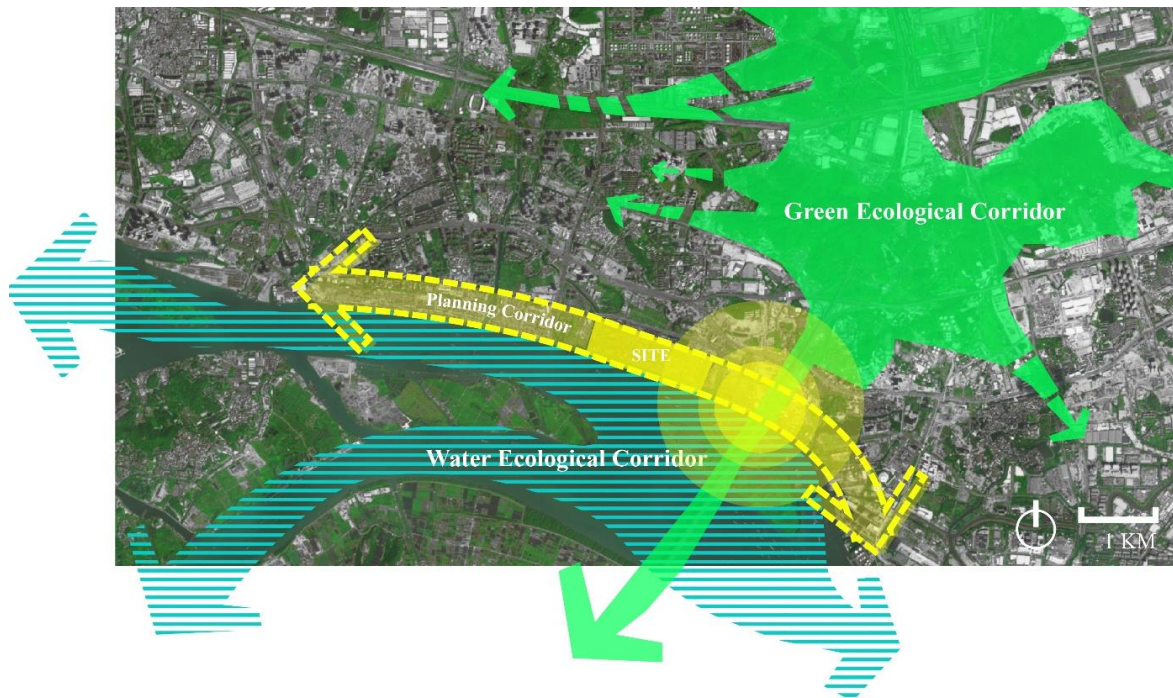 Green Ecological Corridor
Planning Corridor
SITE
Water Ecological Corridor
1 KM